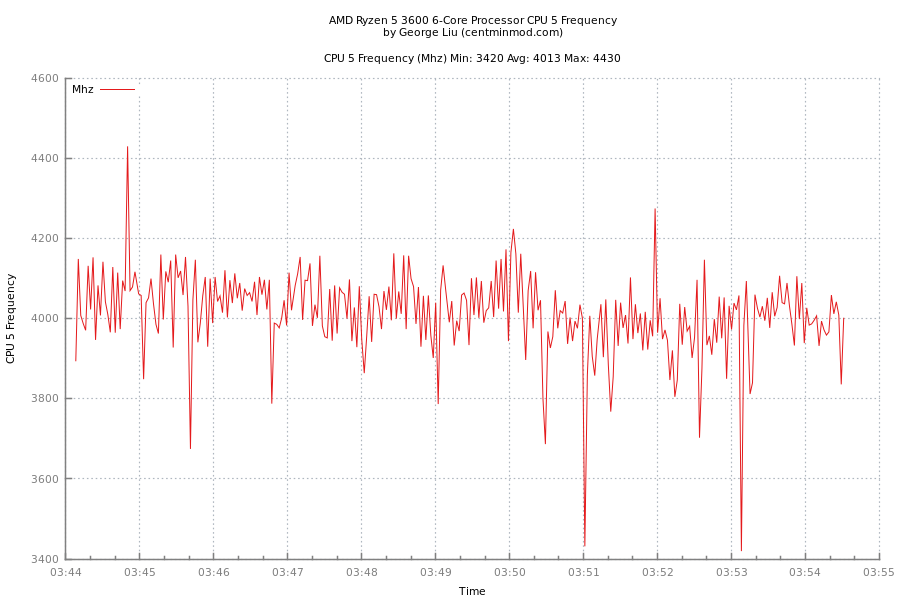 AMD Ryzen 5 3600 6-Core Processor CPU 5 Frequency
by George Liu (centminmod.com)
CPU 5 Frequency (Mhz) Min: 3420 Avg: 4013 Max: 4430
Mhz
4600
4400
4200
4000
3800
3600
3400
CPU 5 Frequency
03:44 03:45 03:46 03:47 03:48 03:49 03:50 03:51 03:52 03:53 03:54 03:55
Time